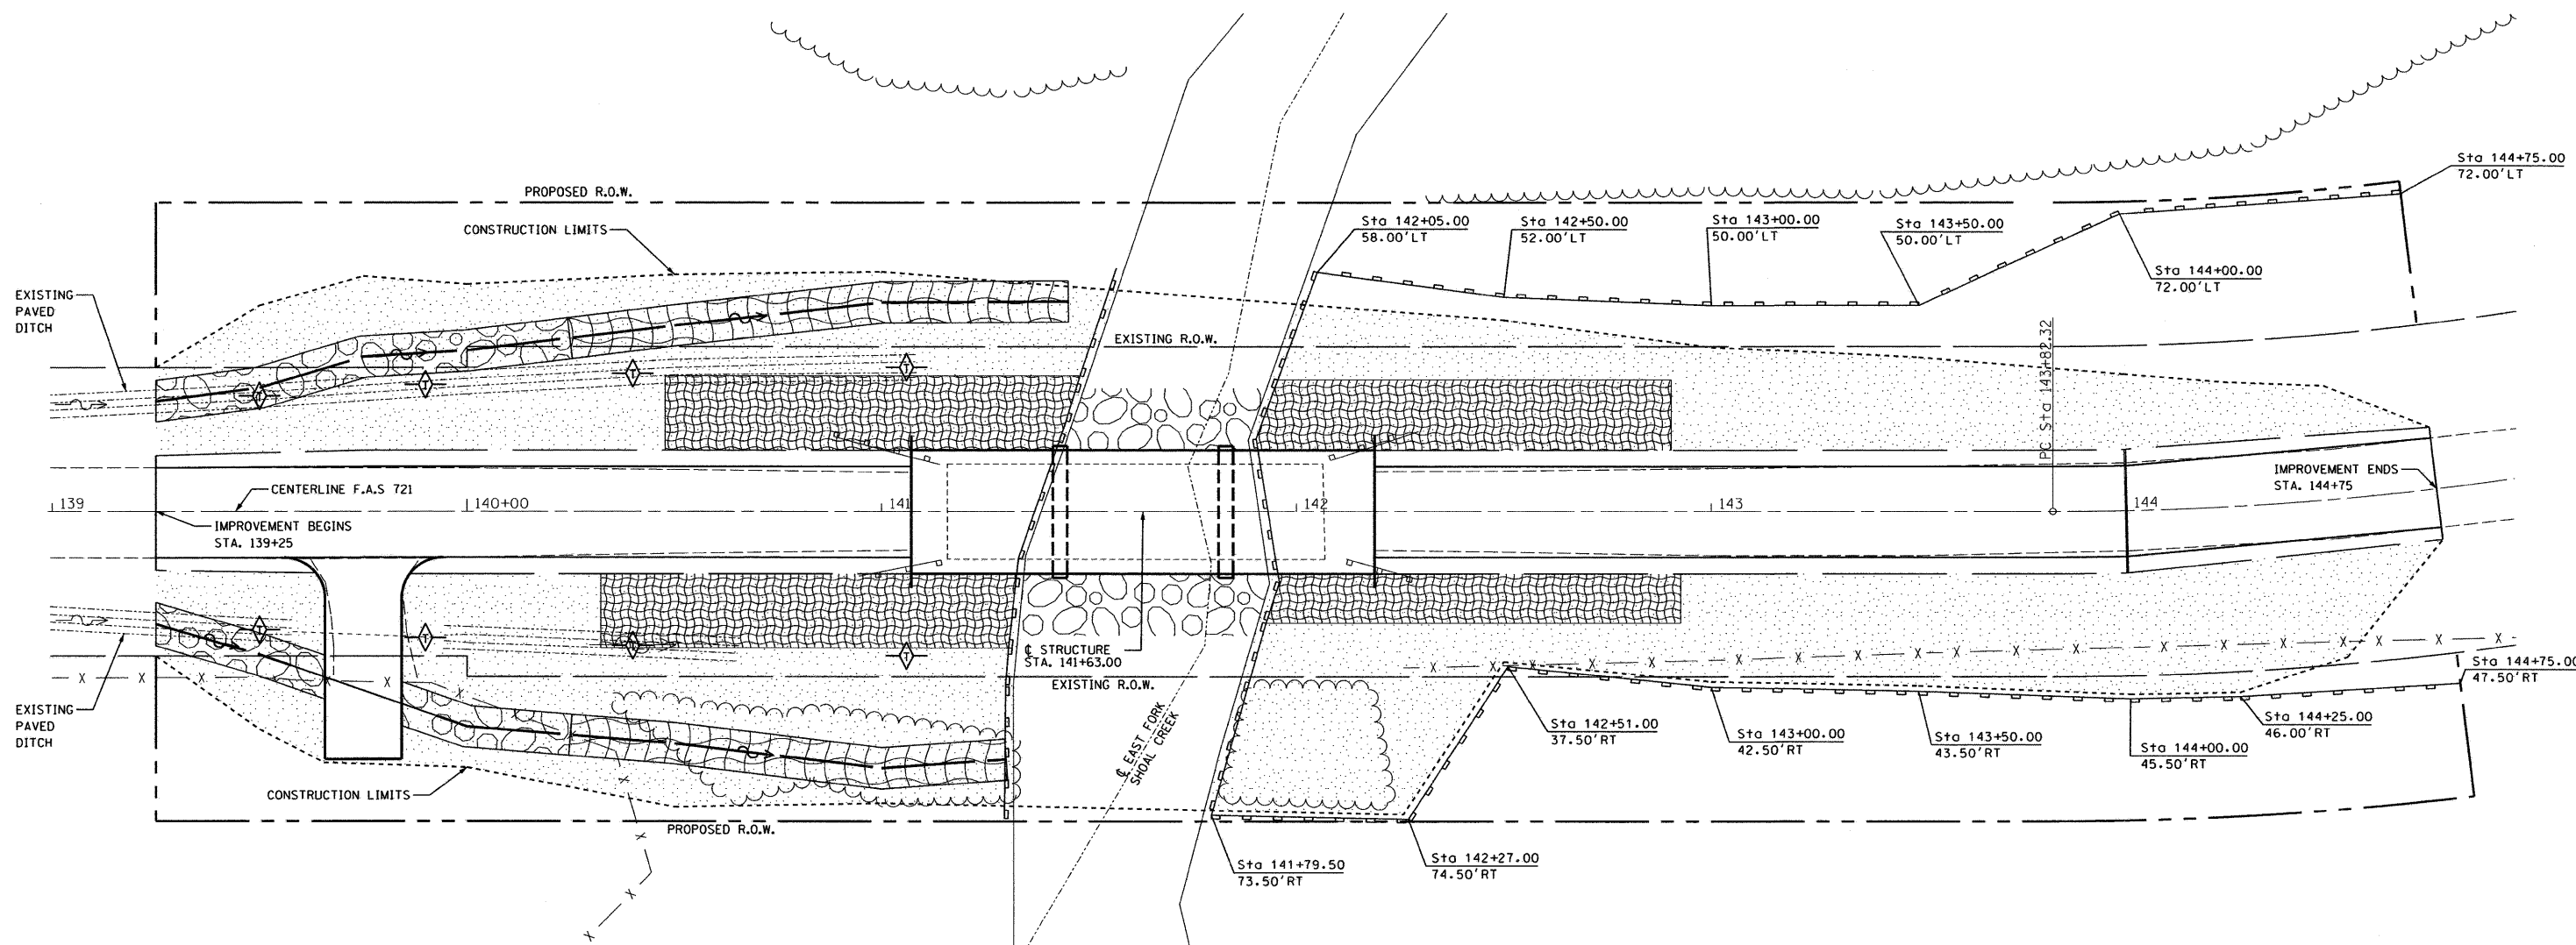 Sta 144+75.00
72.00'LT
PROPOSED R.O.W.
CONSTRUCTION LIMITS
Sta 142+05.00
58.00'LT
Sta 142+50.00
52.00'LT
Sta 143+00.00
50.00'LT
Sta 143+50.00
50.00'LT
Sta 144+00.00
72.00'LT
EXISTING
PAVED
DITCH
EXISTING R.O.W.
PC Sta 143+82.32
T
T
T
T
IMPROVEMENT ENDS
STA. 144+75
CENTERLINE F.A.S 721
139
140+00
141
142
143
144
IMPROVEMENT BEGINS
STA. 139+25
T
T
T
T
℄ STRUCTURE
STA. 141+63.00
EXISTING R.O.W.
X X X X X X X X X X X X X X
X X X X X X X
Sta 144+75.00
47.50'RT
EXISTING
PAVED
DITCH
℄ EAST FORK
SHOAL CREEK
Sta 142+51.00
37.50'RT
Sta 143+00.00
42.50'RT
Sta 143+50.00
43.50'RT
Sta 144+00.00
45.50'RT
Sta 144+25.00
46.00'RT
CONSTRUCTION LIMITS
PROPOSED R.O.W.
X
X
X
X
Sta 141+79.50
73.50'RT
Sta 142+27.00
74.50'RT